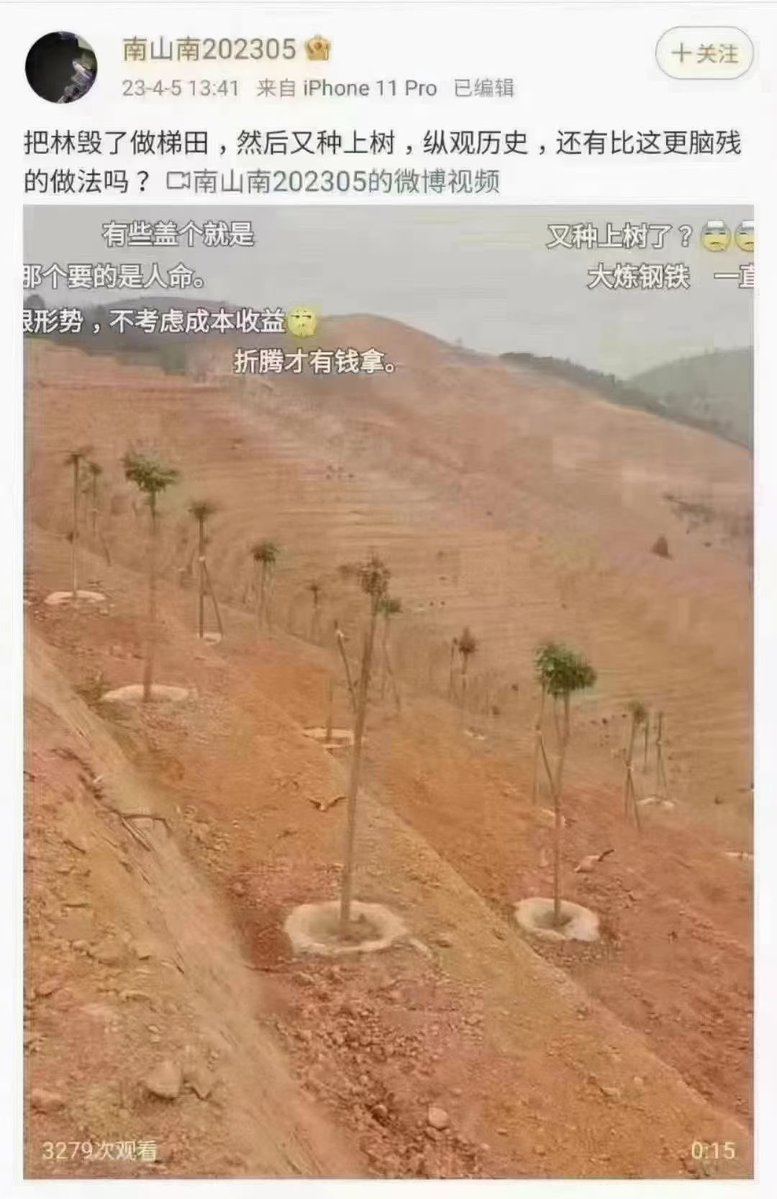 南山南202305
+关注
23-4-5 13:41 来自 iPhone 11 Pro 已编辑
把林毁了做梯田，然后又种上树，纵观历史，还有比这更脑残
的做法吗？ 南山南202305的微博视频
有些盖个就是
又种上树了？
那个要的是人命。
大炼钢铁 一直
形势，不考虑成本收益
折腾才有钱拿。
3279次观看
0:15